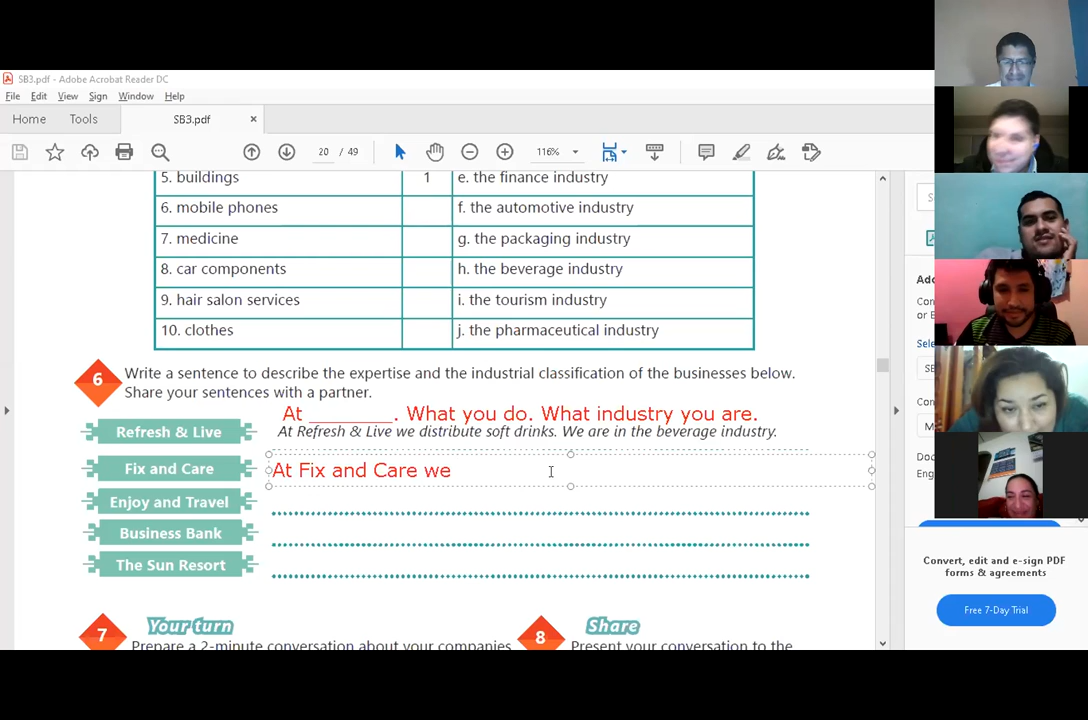 SB3.pdf - Adobe Acrobat Reader DC
File Edit View Sign Window Help
Home Tools SB3.pdf ×
20 / 49 116%
5. buildings 1 e. the finance industry
6. mobile phones f. the automotive industry
7. medicine g. the packaging industry
8. car components h. the beverage industry
9. hair salon services i. the tourism industry
10. clothes j. the pharmaceutical industry
6 Write a sentence to describe the expertise and the industrial classification of the businesses below.
Share your sentences with a partner.
At ________. What you do. What industry you are.
Refresh & Live At Refresh & Live we distribute soft drinks. We are in the beverage industry.
Fix and Care At Fix and Care we
Enjoy and Travel
Business Bank
The Sun Resort
7 Your turn 8 Share
Prepare a 2-minute conversation about your companies Present your conversation to the
Convert, edit and e-sign PDF
forms & agreements
Free 7-Day Trial